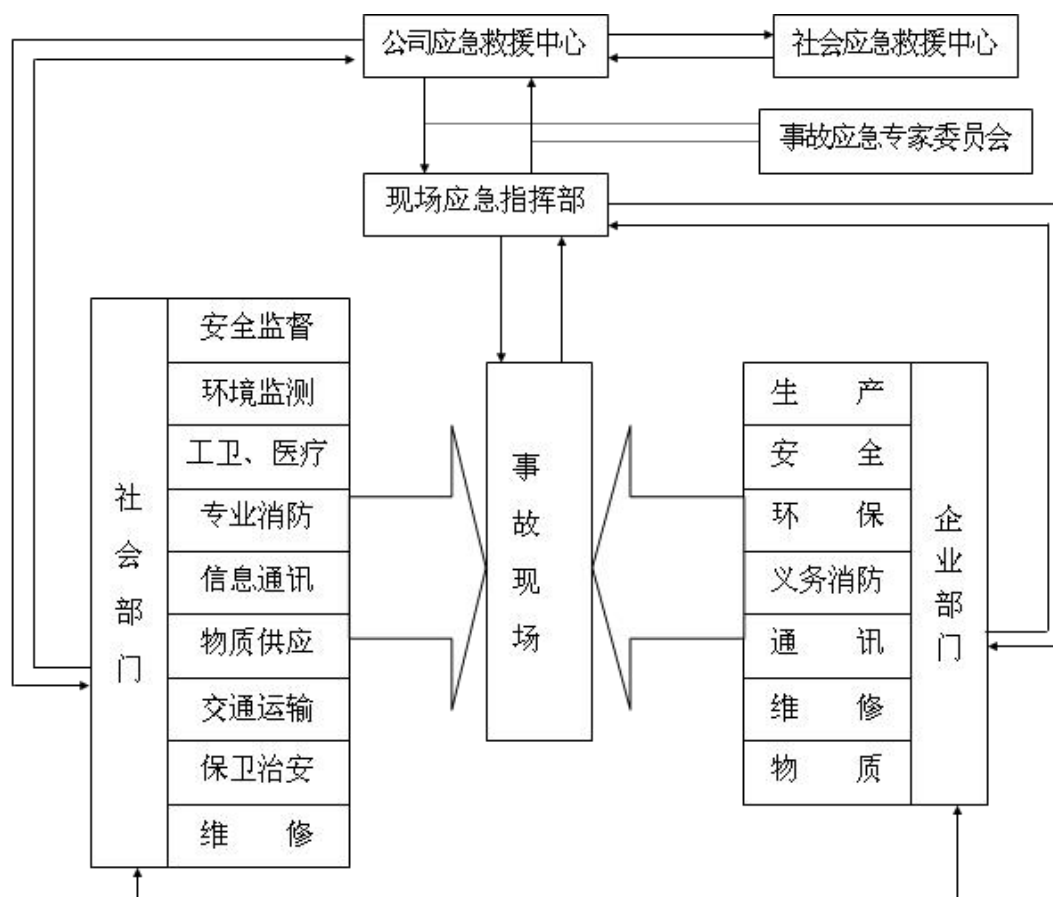 公司应急救援中心
社会应急救援中心
事故应急专家委员会
现场应急指挥部
社会部门
安全监督
环境监测
工卫、医疗
专业消防
信息通讯
物质供应
交通运输
保卫治安
维 修
事故现场
生 产
安 全
环 保
义务消防
通 讯
维 修
物 质
企业部门